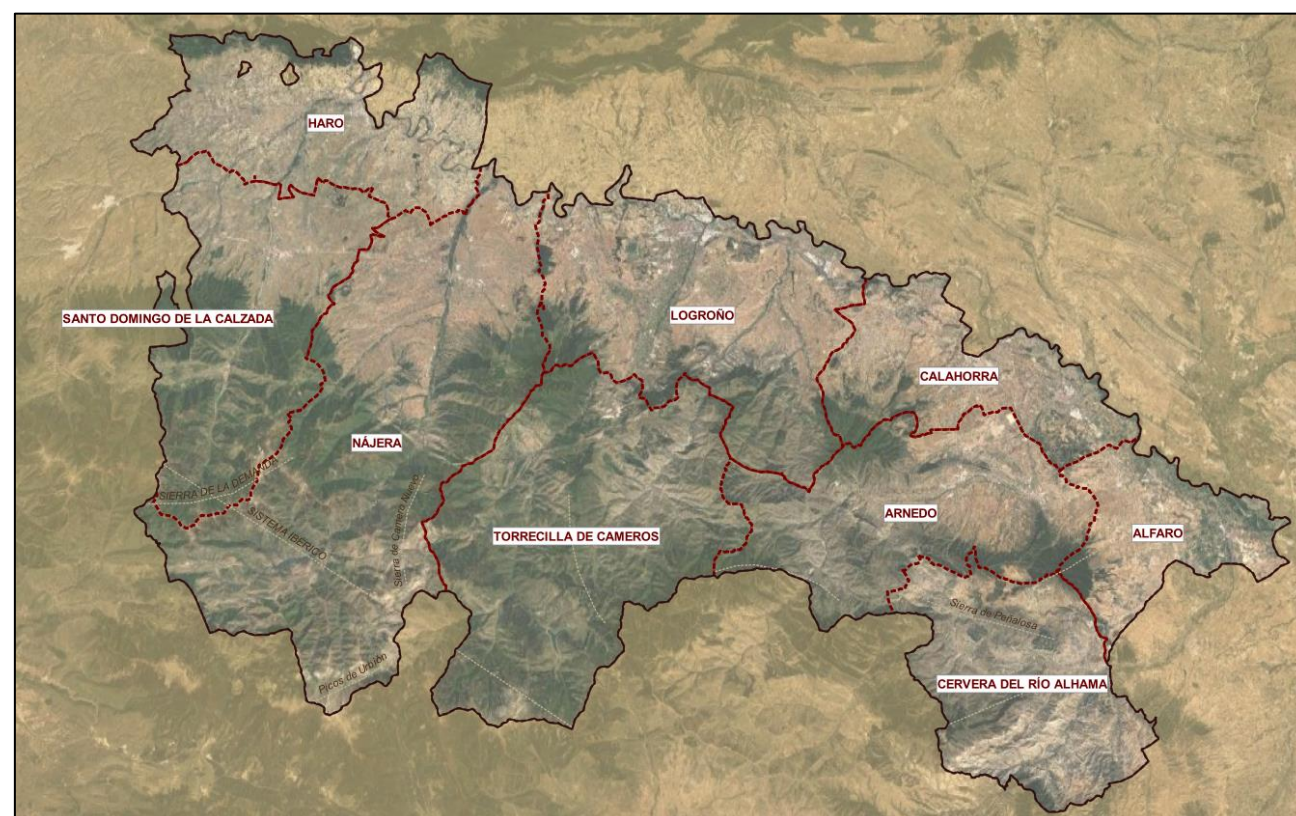 HARO
SANTO DOMINGO DE LA CALZADA
LOGROÑO
CALAHORRA
NÁJERA
SIERRA DE LA DEMANDA
SISTEMA IBÉRICO
Sierra de Camero Nuevo
TORRECILLA DE CAMEROS
ARNEDO
ALFARO
Sierra de Peñalosa
Picos de Urbión
CERVERA DEL RÍO ALHAMA